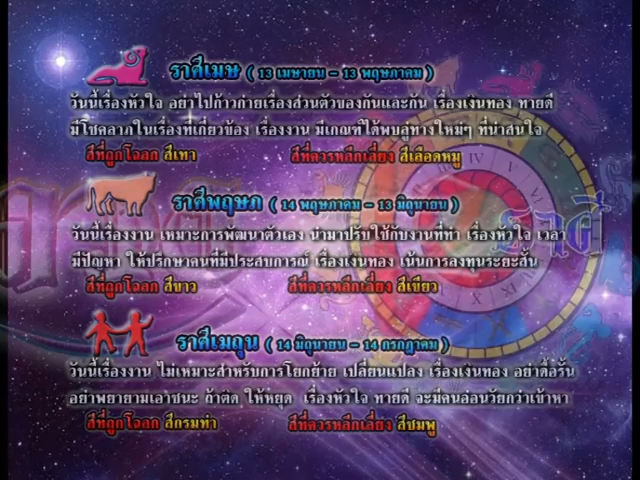 ราศีเมษ ( 13 เมษายน - 13 พฤษภาคม )
วันนี้เรื่องหัวใจ อย่าไปก้าวก่ายเรื่องส่วนตัวของกันและกัน เรื่องเงินทอง ทายดี
มีโชคลาภในเรื่องที่เกี่ยวข้อง เรื่องงาน มีเกณฑ์ได้พบลู่ทางใหม่ๆ ที่น่าสนใจ
สีที่ถูกโฉลก สีเทา สีที่ควรหลีกเลี่ยง สีเลือดหมู
ราศีพฤษภ ( 14 พฤษภาคม - 13 มิถุนายน )
วันนี้เรื่องงาน เหมาะการพัฒนาตัวเอง นำมาปรับใช้กับงานที่ทำ เรื่องหัวใจ เวลา
มีปัญหา ให้ปรึกษาคนที่มีประสบการณ์ เรื่องเงินทอง เน้นการลงทุนระยะสั้น
สีที่ถูกโฉลก สีขาว สีที่ควรหลีกเลี่ยง สีเขียว
ราศีเมถุน ( 14 มิถุนายน - 14 กรกฎาคม )
วันนี้เรื่องงาน ไม่เหมาะสำหรับการโยกย้าย เปลี่ยนแปลง เรื่องเงินทอง อย่าดื้อรั้น
อย่าพยายามเอาชนะ ถ้าติด ให้หยุด เรื่องหัวใจ ทายดี จะมีคนอ่อนวัยกว่าเข้าหา
สีที่ถูกโฉลก สีกรมท่า สีที่ควรหลีกเลี่ยง สีชมพู
ราศี